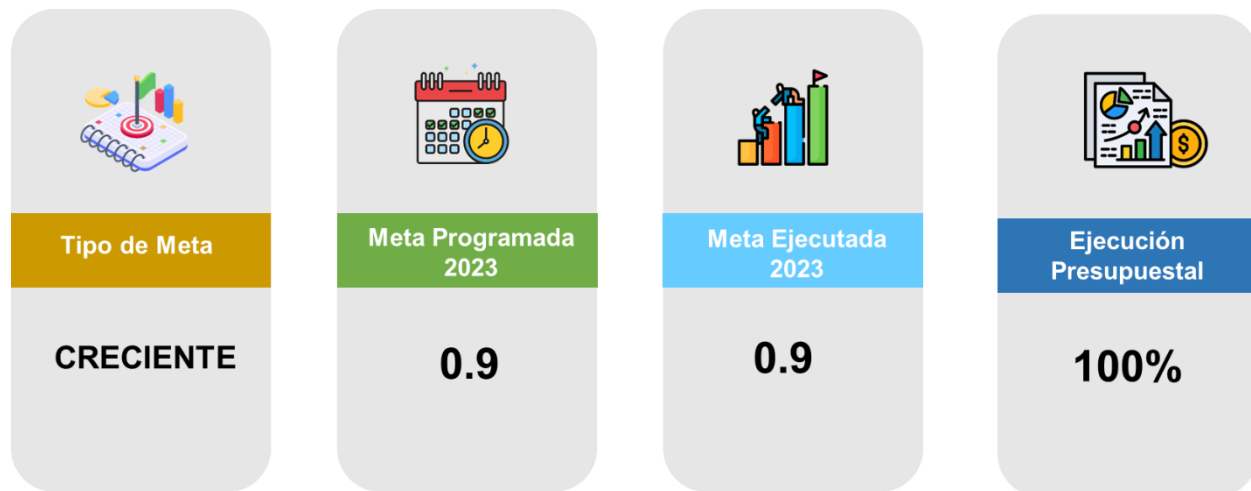 Tipo de Meta
CRECIENTE
Meta Programada
2023
0.9
Meta Ejecutada
2023
0.9
Ejecución
Presupuestal
100%